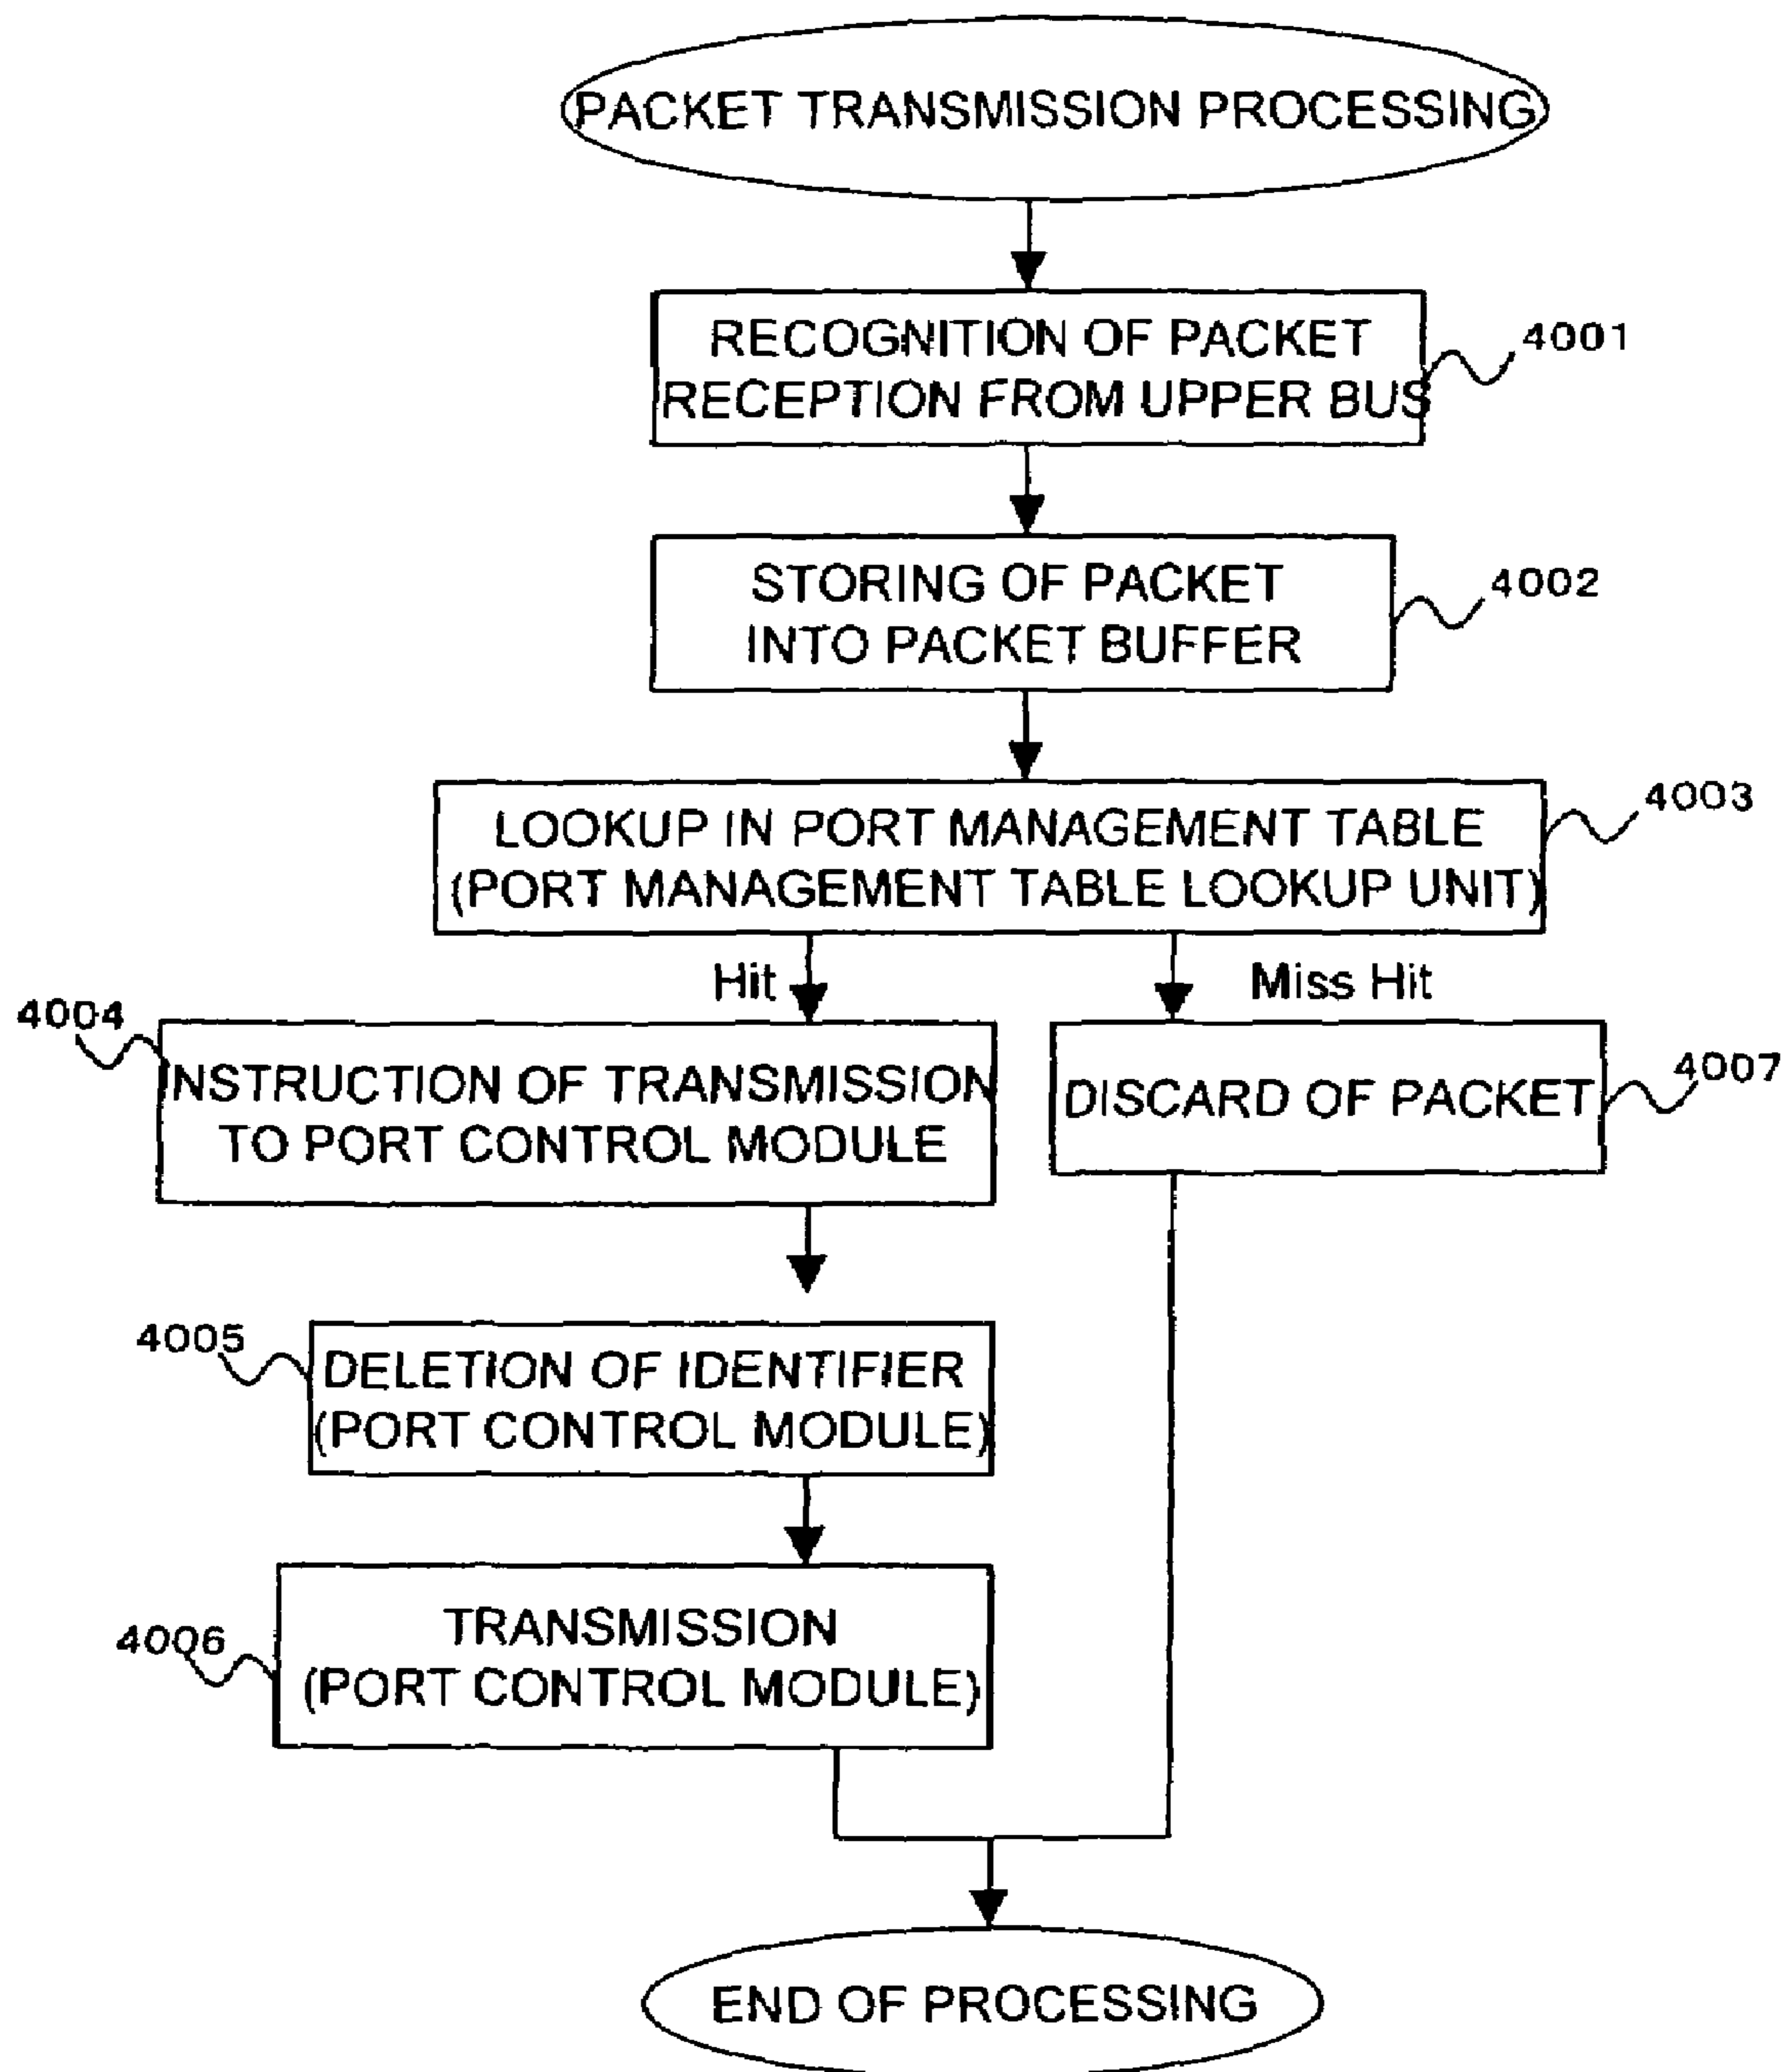 PACKET TRANSMISSION PROCESSING
RECOGNITION OF PACKET
RECEPTION FROM UPPER BUS
4001
STORING OF PACKET
INTO PACKET BUFFER
4002
LOOKUP IN PORT MANAGEMENT TABLE
(PORT MANAGEMENT TABLE LOOKUP UNIT)
4003
Hit
Miss Hit
4004
INSTRUCTION OF TRANSMISSION
TO PORT CONTROL MODULE
DISCARD OF PACKET
4007
4005
DELETION OF IDENTIFIER
(PORT CONTROL MODULE)
4006
TRANSMISSION
(PORT CONTROL MODULE)
END OF PROCESSING